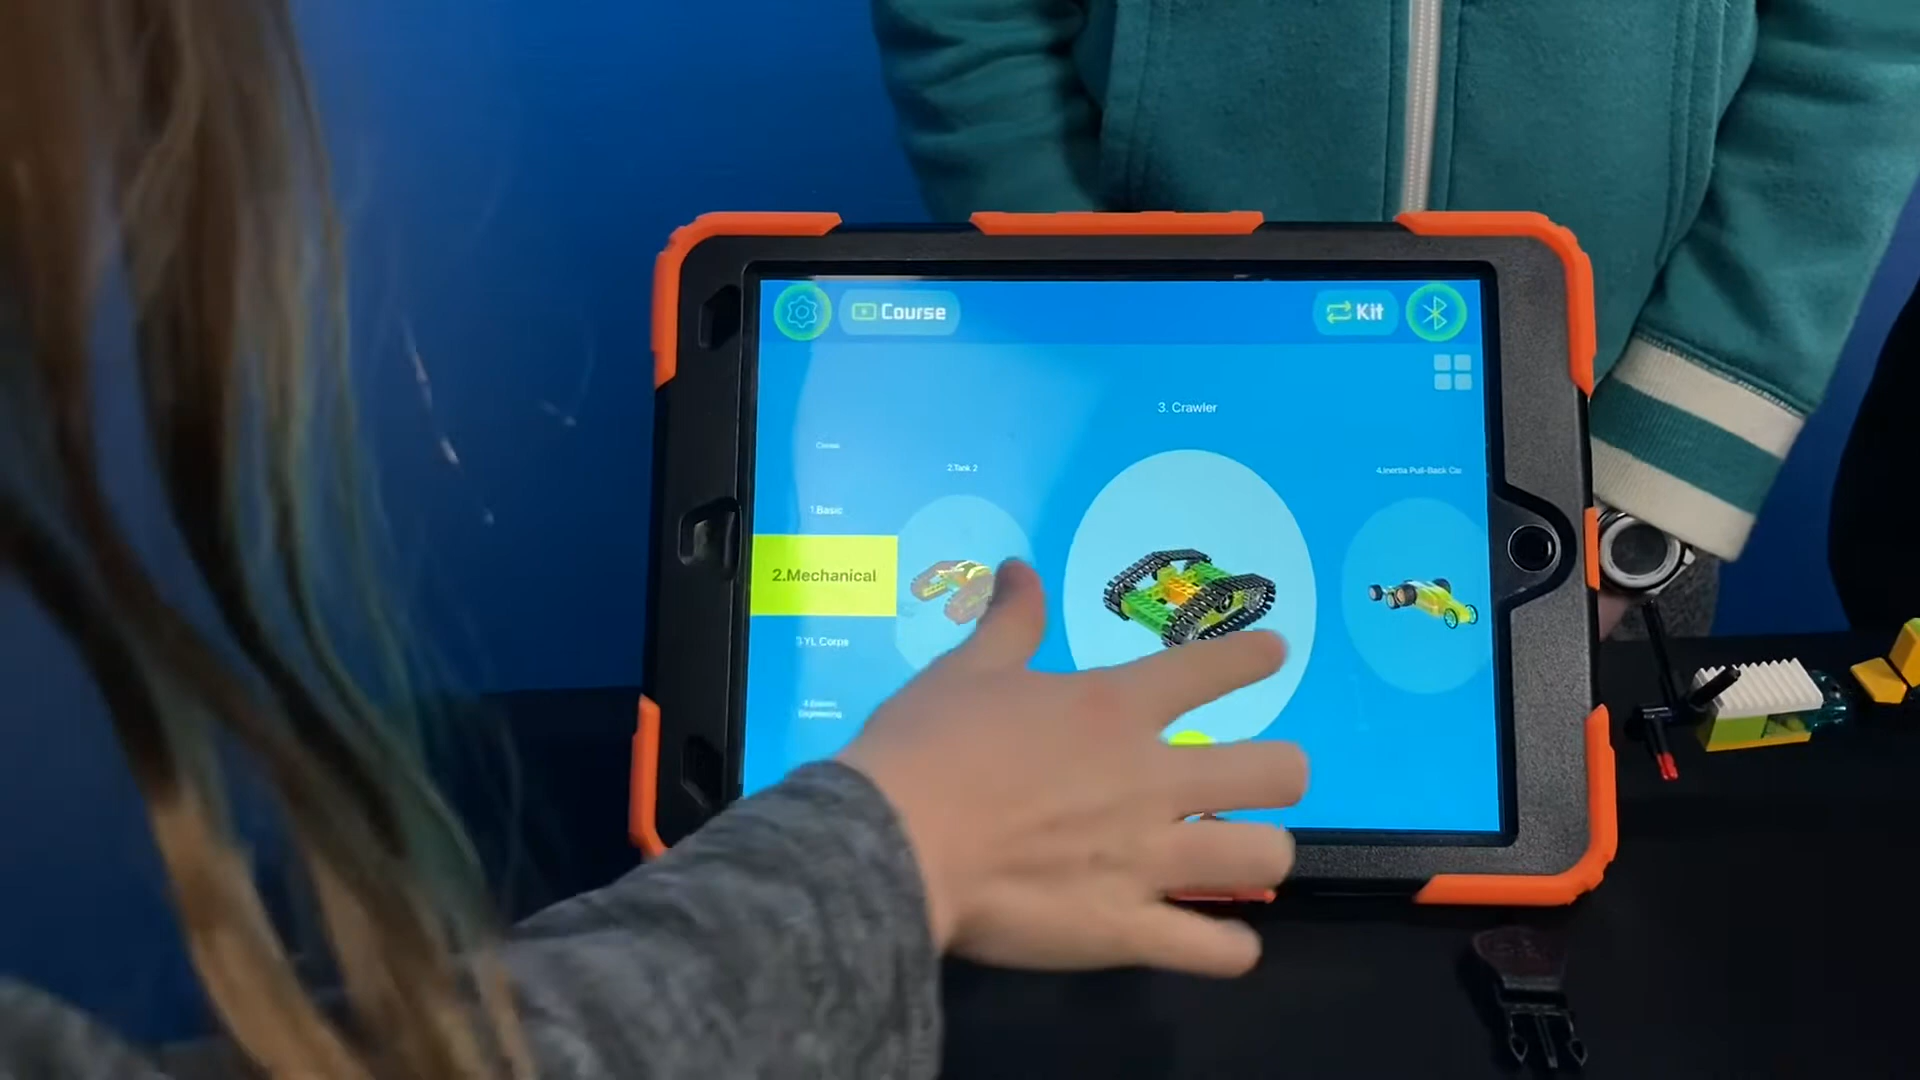 Course
Kit
3. Crawler
2.Tank 2
4.Inertia Pull-Back Car
1.Basic
2.Mechanical
3.YL Corps
Engineering